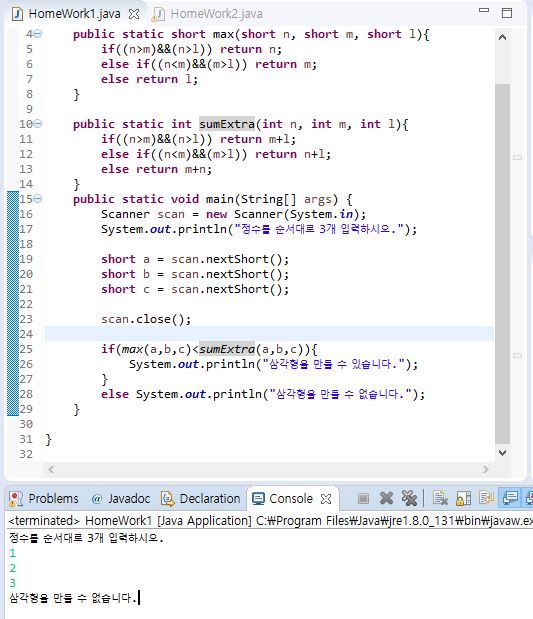 HomeWork1.java HomeWork2.java
4 public static short max(short n, short m, short l){
5 if((n>m)&&(n>l)) return n;
6 else if((n<m)&&(m>l)) return m;
7 else return l;
8 }
9
10 public static int sumExtra(int n, int m, int l){
11 if((n>m)&&(n>l)) return m+l;
12 else if((n<m)&&(m>l)) return n+l;
13 else return m+n;
14 }
15 public static void main(String[] args) {
16 Scanner scan = new Scanner(System.in);
17 System.out.println("정수를 순서대로 3개 입력하시오.");
18
19 short a = scan.nextShort();
20 short b = scan.nextShort();
21 short c = scan.nextShort();
22
23 scan.close();
24
25 if(max(a,b,c)<sumExtra(a,b,c)){
26 System.out.println("삼각형을 만들 수 있습니다.");
27 }
28 else System.out.println("삼각형을 만들 수 없습니다.");
29 }
30
31 }
32
Problems @ Javadoc Declaration Console
<terminated> HomeWork1 [Java Application] C:₩Program Files₩Java₩jre1.8.0_131₩bin₩javaw.ex
정수를 순서대로 3개 입력하시오.
1
2
3
삼각형을 만들 수 없습니다.